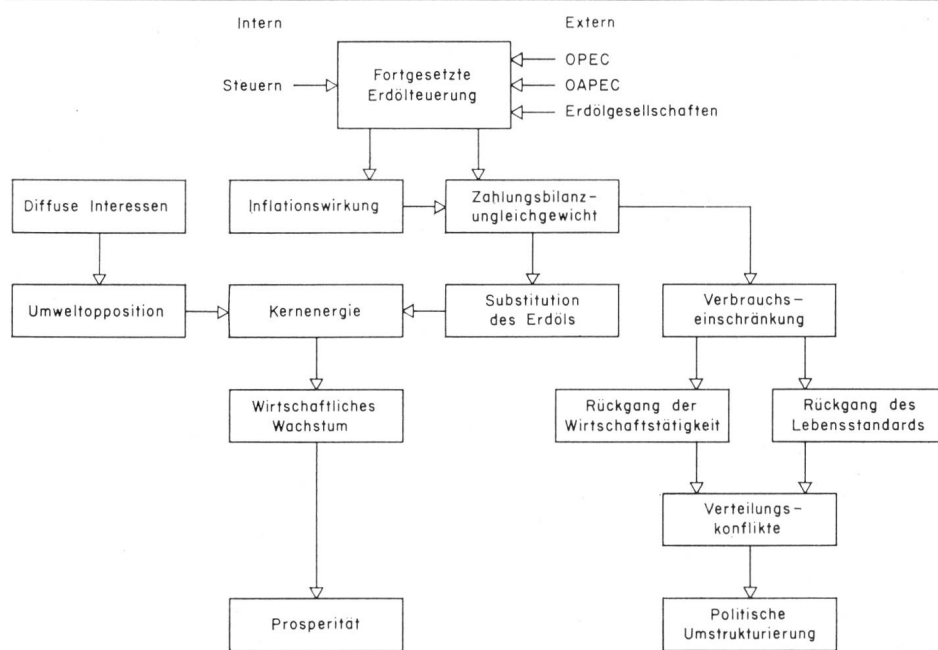 Intern
Extern
OPEC
Fortgesetzte
Erdölteuerung
Steuern
OAPEC
Erdölgesellschaften
Diffuse Interessen
Inflationswirkung
Zahlungsbilanz-
ungleichgewicht
Umweltopposition
Kernenergie
Substitution
des Erdöls
Verbrauchs-
einschränkung
Wirtschaftliches
Wachstum
Rückgang der
Wirtschaftstätigkeit
Rückgang des
Lebensstandards
Verteilungs-
konflikte
Prosperität
Politische
Umstrukturierung